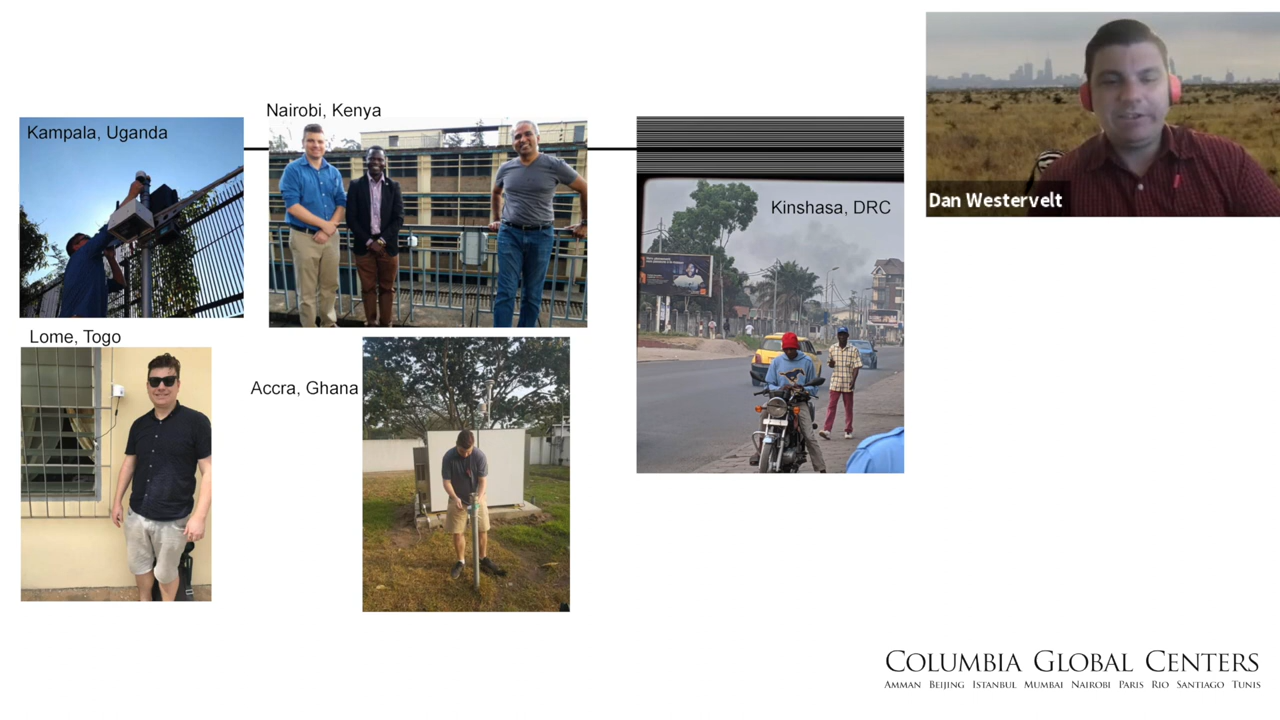 Kampala, Uganda
Nairobi, Kenya
Kinshasa, DRC
Dan Westervelt
Lome, Togo
Accra, Ghana
COLUMBIA GLOBAL CENTERS
AMMAN BEIJING ISTANBUL MUMBAI NAIROBI PARIS RIO SANTIAGO TUNIS